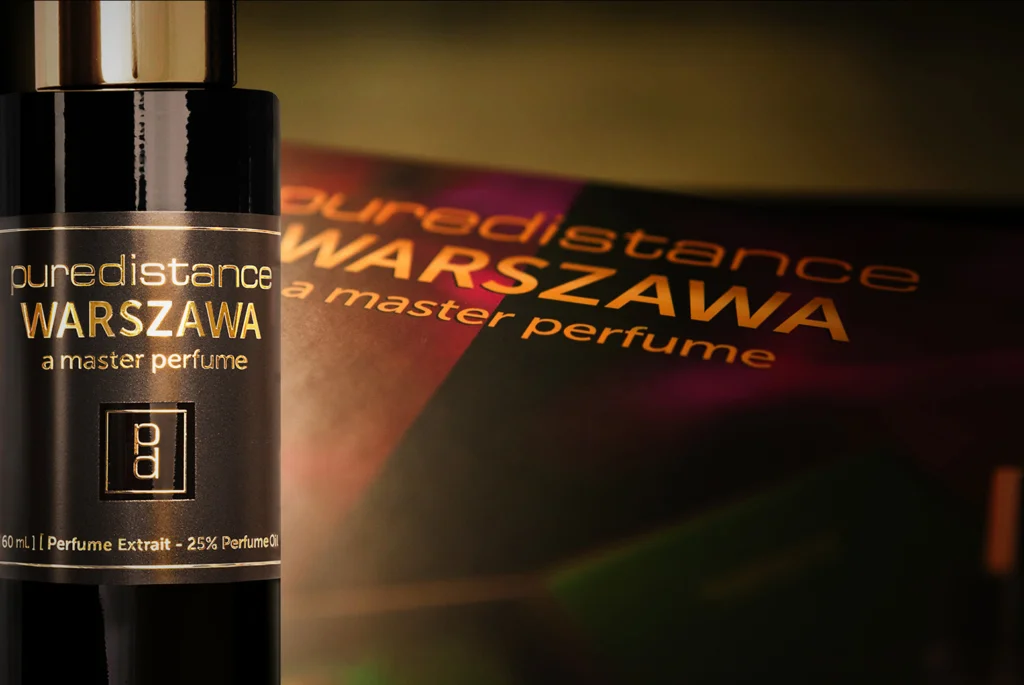 puredistance
WARSZAWA
a master perfume
pd
60 mL ] [ Perfume Extrait - 25% Perfume Oil
puredistance
WARSZAWA
a master perfume